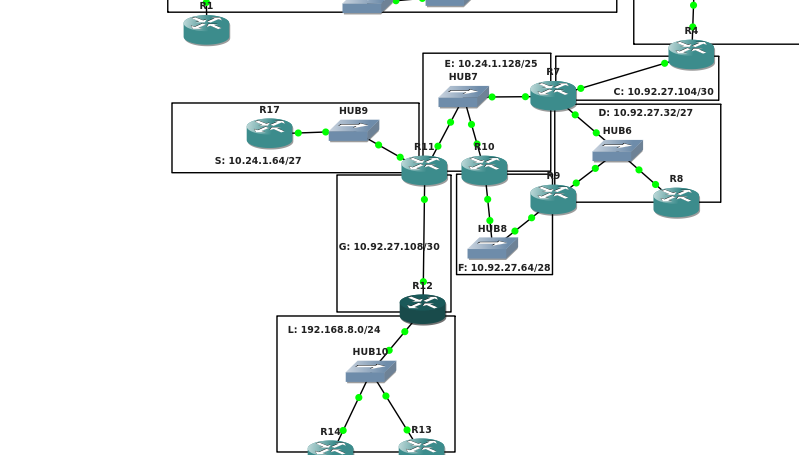 R1
R4
E: 10.24.1.128/25
HUB7
R7
C: 10.92.27.104/30
R17
HUB9
D: 10.92.27.32/27
HUB6
R11
R10
S: 10.24.1.64/27
R9
R8
HUB8
G: 10.92.27.108/30
F: 10.92.27.64/28
R12
L: 192.168.8.0/24
HUB10
R14
R13